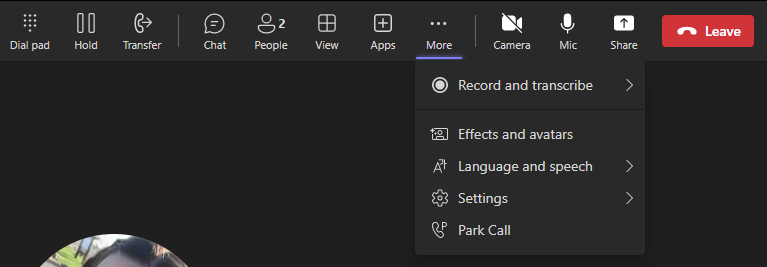 Dial pad
Hold
Transfer
Chat
People
2
View
Apps
More
Camera
Mic
Share
Leave
Record and transcribe
Effects and avatars
Language and speech
Settings
Park Call